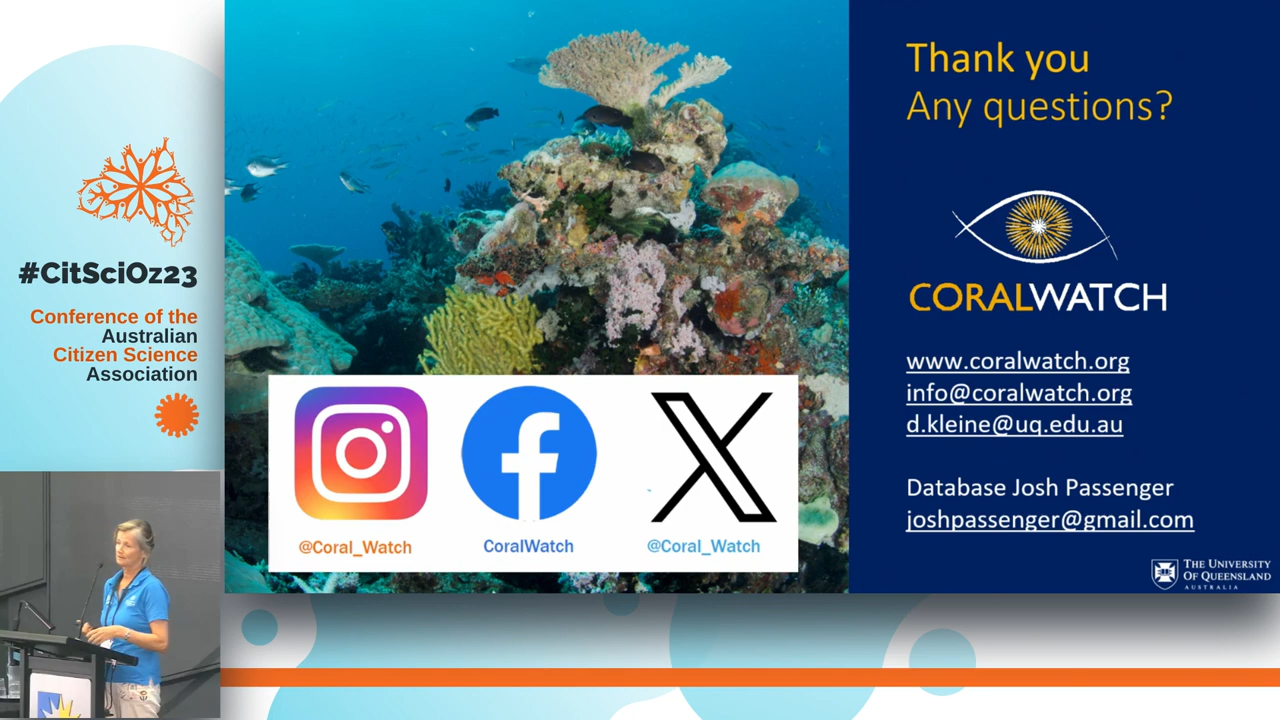 #CitSciOz23
Conference of the
Australian
Citizen Science
Association
Thank you
Any questions?
CORALWATCH
www.coralwatch.org
info@coralwatch.org
d.kleine@uq.edu.au
Database Josh Passenger
joshpassenger@gmail.com
@Coral_Watch
CoralWatch
@Coral_Watch
THE UNIVERSITY
OF QUEENSLAND
AUSTRALIA